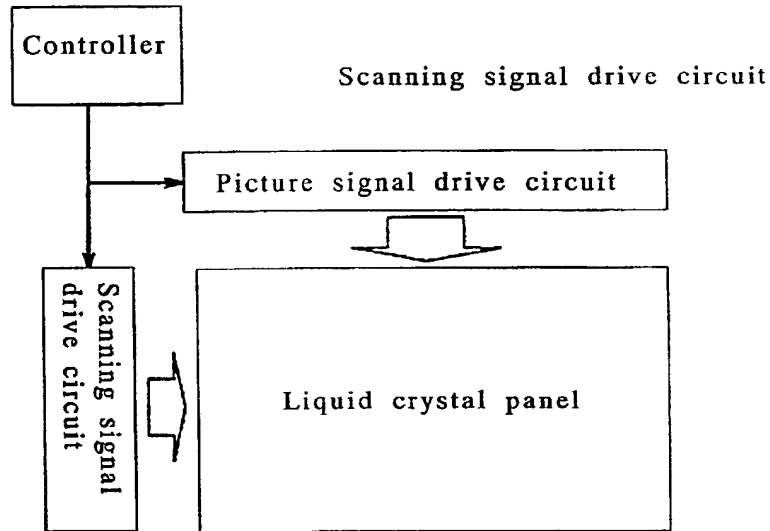 Controller
Scanning signal drive circuit
Picture signal drive circuit
Scanning signal
drive circuit
Liquid crystal panel